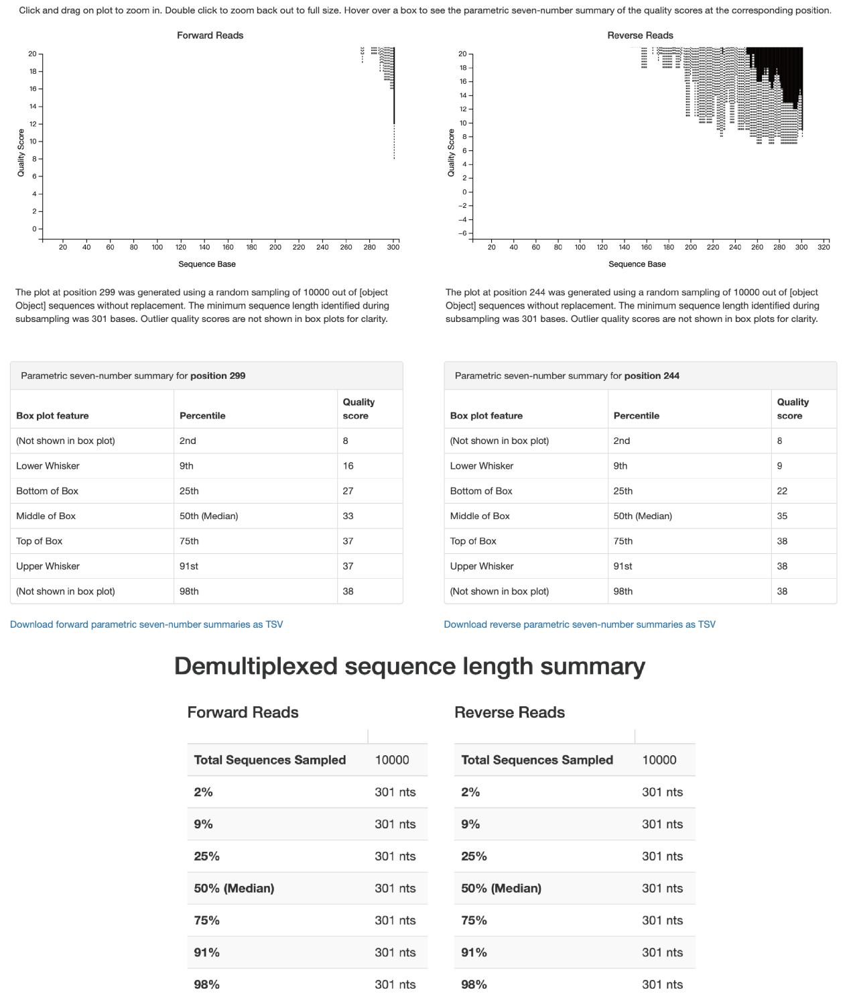 Click and drag on plot to zoom in. Double click to zoom back out to full size. Hover over a box to see the parametric seven-number summary of the quality scores at the corresponding position.
Forward Reads
20
18
16
14
12
10
8
6
4
2
0
Quality Score
20 40 60 80 100 120 140 160 180 200 220 240 260 280 300
Sequence Base
Reverse Reads
20
18
16
14
12
10
8
6
4
2
0
−2
−4
−6
Quality Score
20 40 60 80 100 120 140 160 180 200 220 240 260 280 300 320
Sequence Base
The plot at position 299 was generated using a random sampling of 10000 out of [object
Object] sequences without replacement. The minimum sequence length identified during
subsampling was 301 bases. Outlier quality scores are not shown in box plots for clarity.
The plot at position 244 was generated using a random sampling of 10000 out of [object
Object] sequences without replacement. The minimum sequence length identified during
subsampling was 301 bases. Outlier quality scores are not shown in box plots for clarity.
Parametric seven-number summary for position 299
Box plot feature Percentile Quality score
(Not shown in box plot) 2nd 8
Lower Whisker 9th 16
Bottom of Box 25th 27
Middle of Box 50th (Median) 33
Top of Box 75th 37
Upper Whisker 91st 37
(Not shown in box plot) 98th 38
Download forward parametric seven-number summaries as TSV
Parametric seven-number summary for position 244
Box plot feature Percentile Quality score
(Not shown in box plot) 2nd 8
Lower Whisker 9th 9
Bottom of Box 25th 22
Middle of Box 50th (Median) 35
Top of Box 75th 38
Upper Whisker 91st 38
(Not shown in box plot) 98th 38
Download reverse parametric seven-number summaries as TSV
Demultiplexed sequence length summary
Forward Reads
Total Sequences Sampled 10000
2% 301 nts
9% 301 nts
25% 301 nts
50% (Median) 301 nts
75% 301 nts
91% 301 nts
98% 301 nts
Reverse Reads
Total Sequences Sampled 10000
2% 301 nts
9% 301 nts
25% 301 nts
50% (Median) 301 nts
75% 301 nts
91% 301 nts
98% 301 nts